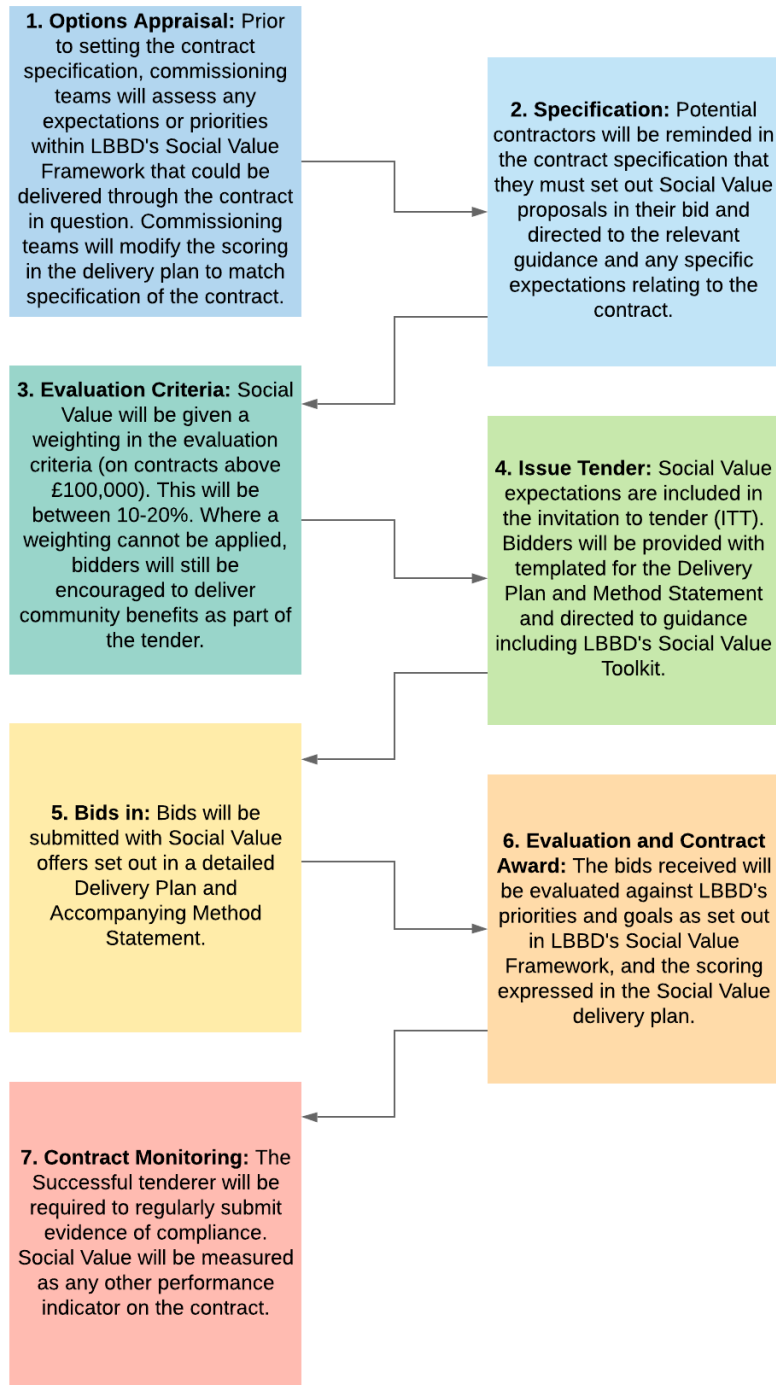 1. Options Appraisal: Prior
to setting the contract
specification, commissioning
teams will assess any
expectations or priorities
within LBBD's Social Value
Framework that could be
delivered through the contract
in question. Commissioning
teams will modify the scoring
in the delivery plan to match
specification of the contract.
2. Specification: Potential
contractors will be reminded in
the contract specification that
they must set out Social Value
proposals in their bid and
directed to the relevant
guidance and any specific
expectations relating to the
contract.
3. Evaluation Criteria: Social
Value will be given a
weighting in the evaluation
criteria (on contracts above
£100,000). This will be
between 10-20%. Where a
weighting cannot be applied,
bidders will still be
encouraged to deliver
community benefits as part of
the tender.
4. Issue Tender: Social Value
expectations are included in
the invitation to tender (ITT).
Bidders will be provided with
templated for the Delivery
Plan and Method Statement
and directed to guidance
including LBBD's Social Value
Toolkit.
5. Bids in: Bids will be
submitted with Social Value
offers set out in a detailed
Delivery Plan and
Accompanying Method
Statement.
6. Evaluation and Contract
Award: The bids received will
be evaluated against LBBD's
priorities and goals as set out
in LBBD's Social Value
Framework, and the scoring
expressed in the Social Value
delivery plan.
7. Contract Monitoring: The
Successful tenderer will be
required to regularly submit
evidence of compliance.
Social Value will be measured
as any other performance
indicator on the contract.